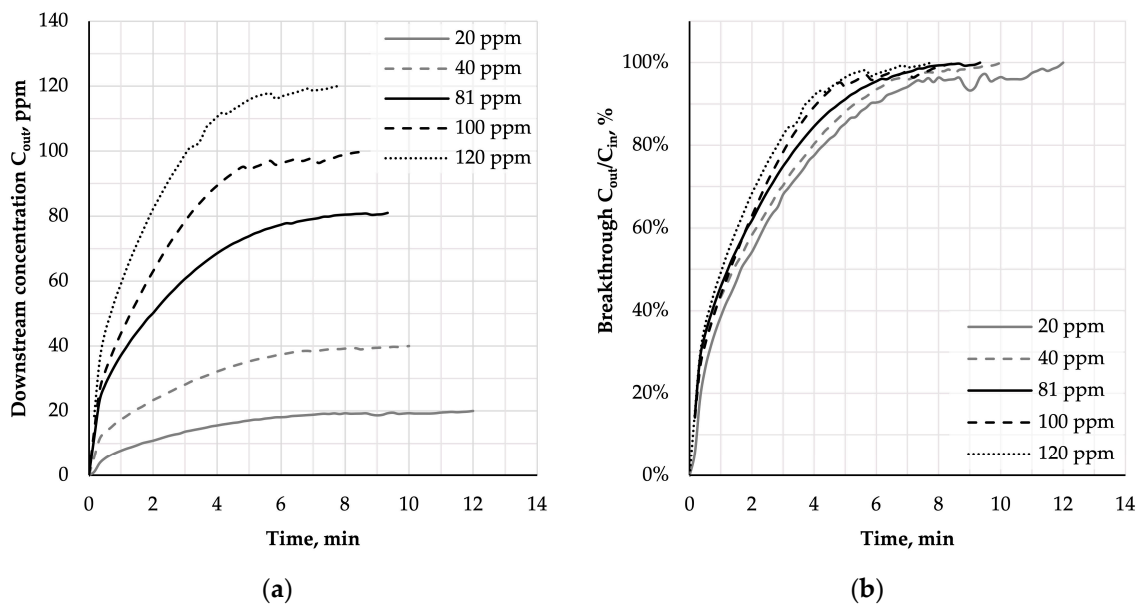 Downstream concentration Cout, ppm
140
120
100
80
60
40
20
0
20 ppm
40 ppm
81 ppm
100 ppm
120 ppm
0 2 4 6 8 10 12 14
Time, min
(a)
Breakthrough Cout/Cin, %
100%
80%
60%
40%
20%
0%
20 ppm
40 ppm
81 ppm
100 ppm
120 ppm
0 2 4 6 8 10 12 14
Time, min
(b)